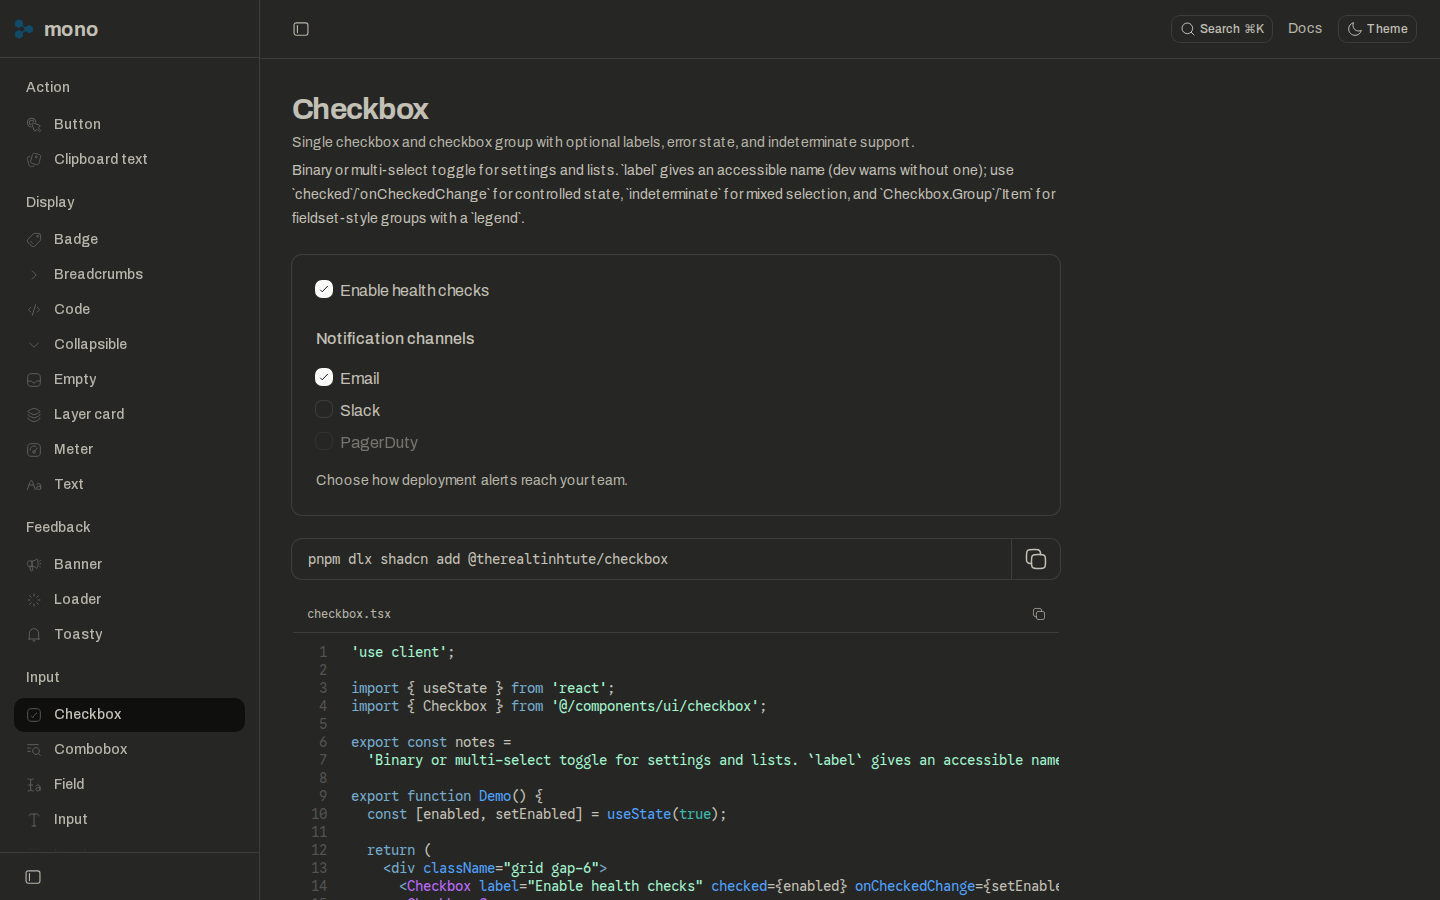 mono
Search ⌘K
Docs
Theme
Action
Button
Clipboard text
Display
Badge
Breadcrumbs
Code
Collapsible
Empty
Layer card
Meter
Text
Feedback
Banner
Loader
Toasty
Input
Checkbox
Combobox
Field
Input
Checkbox
Single checkbox and checkbox group with optional labels, error state, and indeterminate support.
Binary or multi-select toggle for settings and lists. `label` gives an accessible name (dev warns without one); use
`checked`/`onCheckedChange` for controlled state, `indeterminate` for mixed selection, and `Checkbox.Group`/`Item` for
fieldset-style groups with a `legend`.
Enable health checks
Notification channels
Email
Slack
PagerDuty
Choose how deployment alerts reach your team.
pnpm dlx shadcn add @therealtinhtute/checkbox
checkbox.tsx
1 'use client';
2
3 import { useState } from 'react';
4 import { Checkbox } from '@/components/ui/checkbox';
5
6 export const notes =
7 'Binary or multi-select toggle for settings and lists. `label` gives an accessible name
8
9 export function Demo() {
10 const [enabled, setEnabled] = useState(true);
11
12 return (
13 <div className="grid gap-6">
14 <Checkbox label="Enable health checks" checked={enabled} onCheckedChange={setEnable